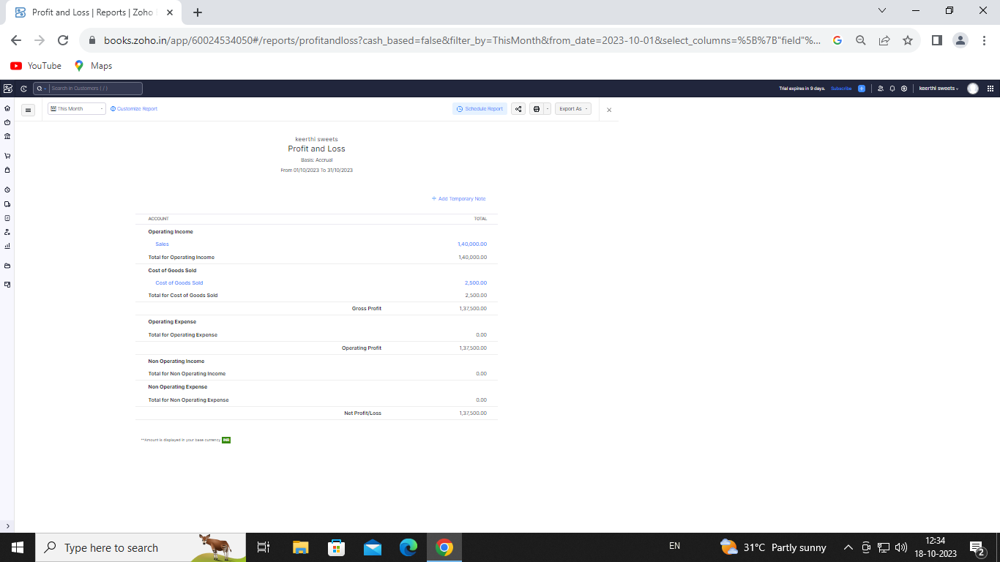 Profit and Loss | Reports | Zoho
books.zoho.in/app/60024534050#/reports/profitandloss?cash_based=false&filter_by=ThisMonth&from_date=2023-10-01&select_columns=%5B%7B"field"%...
YouTube Maps
Search in Customers ( / ) Trial expires in 9 days. Subscribe keerthi sweets
This Month Customize Report Schedule Report Export As
keerthi sweets
Profit and Loss
Basis: Accrual
From 01/10/2023 To 31/10/2023
+ Add Temporary Note
ACCOUNT TOTAL
Operating Income
Sales 1,40,000.00
Total for Operating Income 1,40,000.00
Cost of Goods Sold
Cost of Goods Sold 2,500.00
Total for Cost of Goods Sold 2,500.00
Gross Profit 1,37,500.00
Operating Expense
Total for Operating Expense 0.00
Operating Profit 1,37,500.00
Non Operating Income
Total for Non Operating Income 0.00
Non Operating Expense
Total for Non Operating Expense 0.00
Net Profit/Loss 1,37,500.00
**Amount is displayed in your base currency INR
Type here to search EN 31°C Partly sunny 12:34
18-10-2023 2